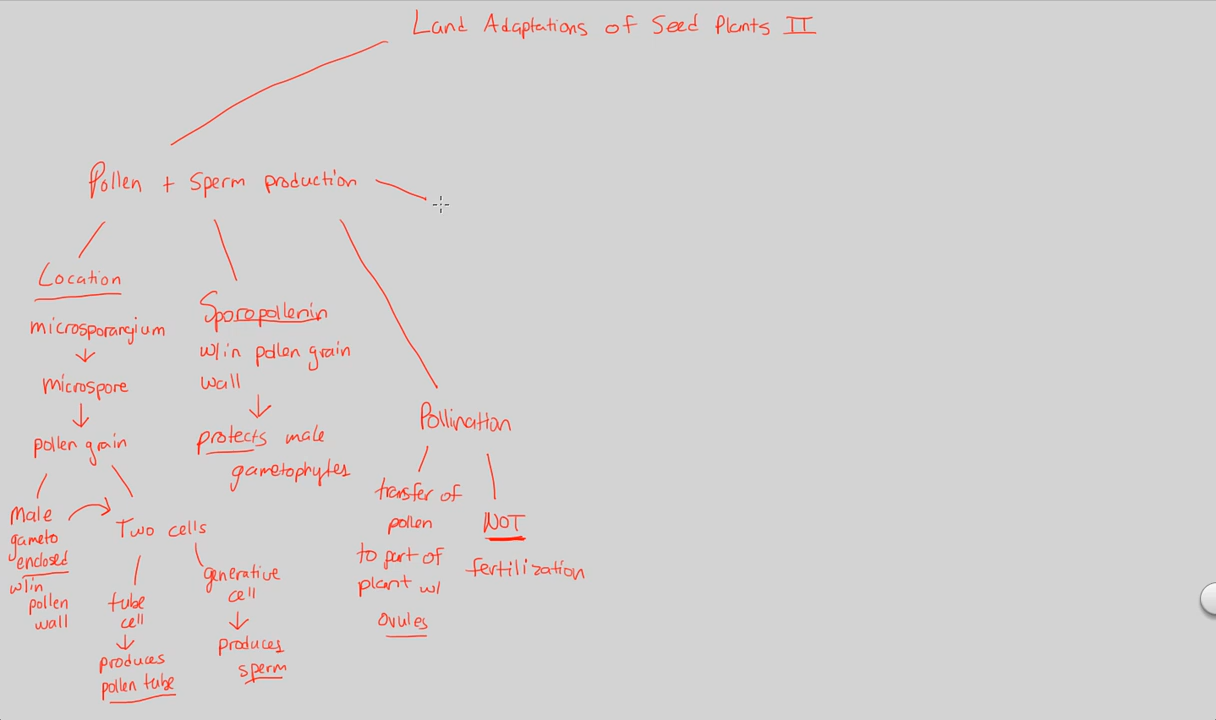 Land Adaptations of Seed Plants II
Pollen + sperm production
Location
microsporangium
microspore
pollen grain
Male
gameto
enclosed
w/in
pollen
wall
Two cells
tube
cell
produces
pollen tube
generative
cell
produces
sperm
Sporopollenin
w/in pollen grain
wall
protects male
gametophytes
Pollination
transfer of
pollen
to part of
plant w/
ovules
NOT
fertilization